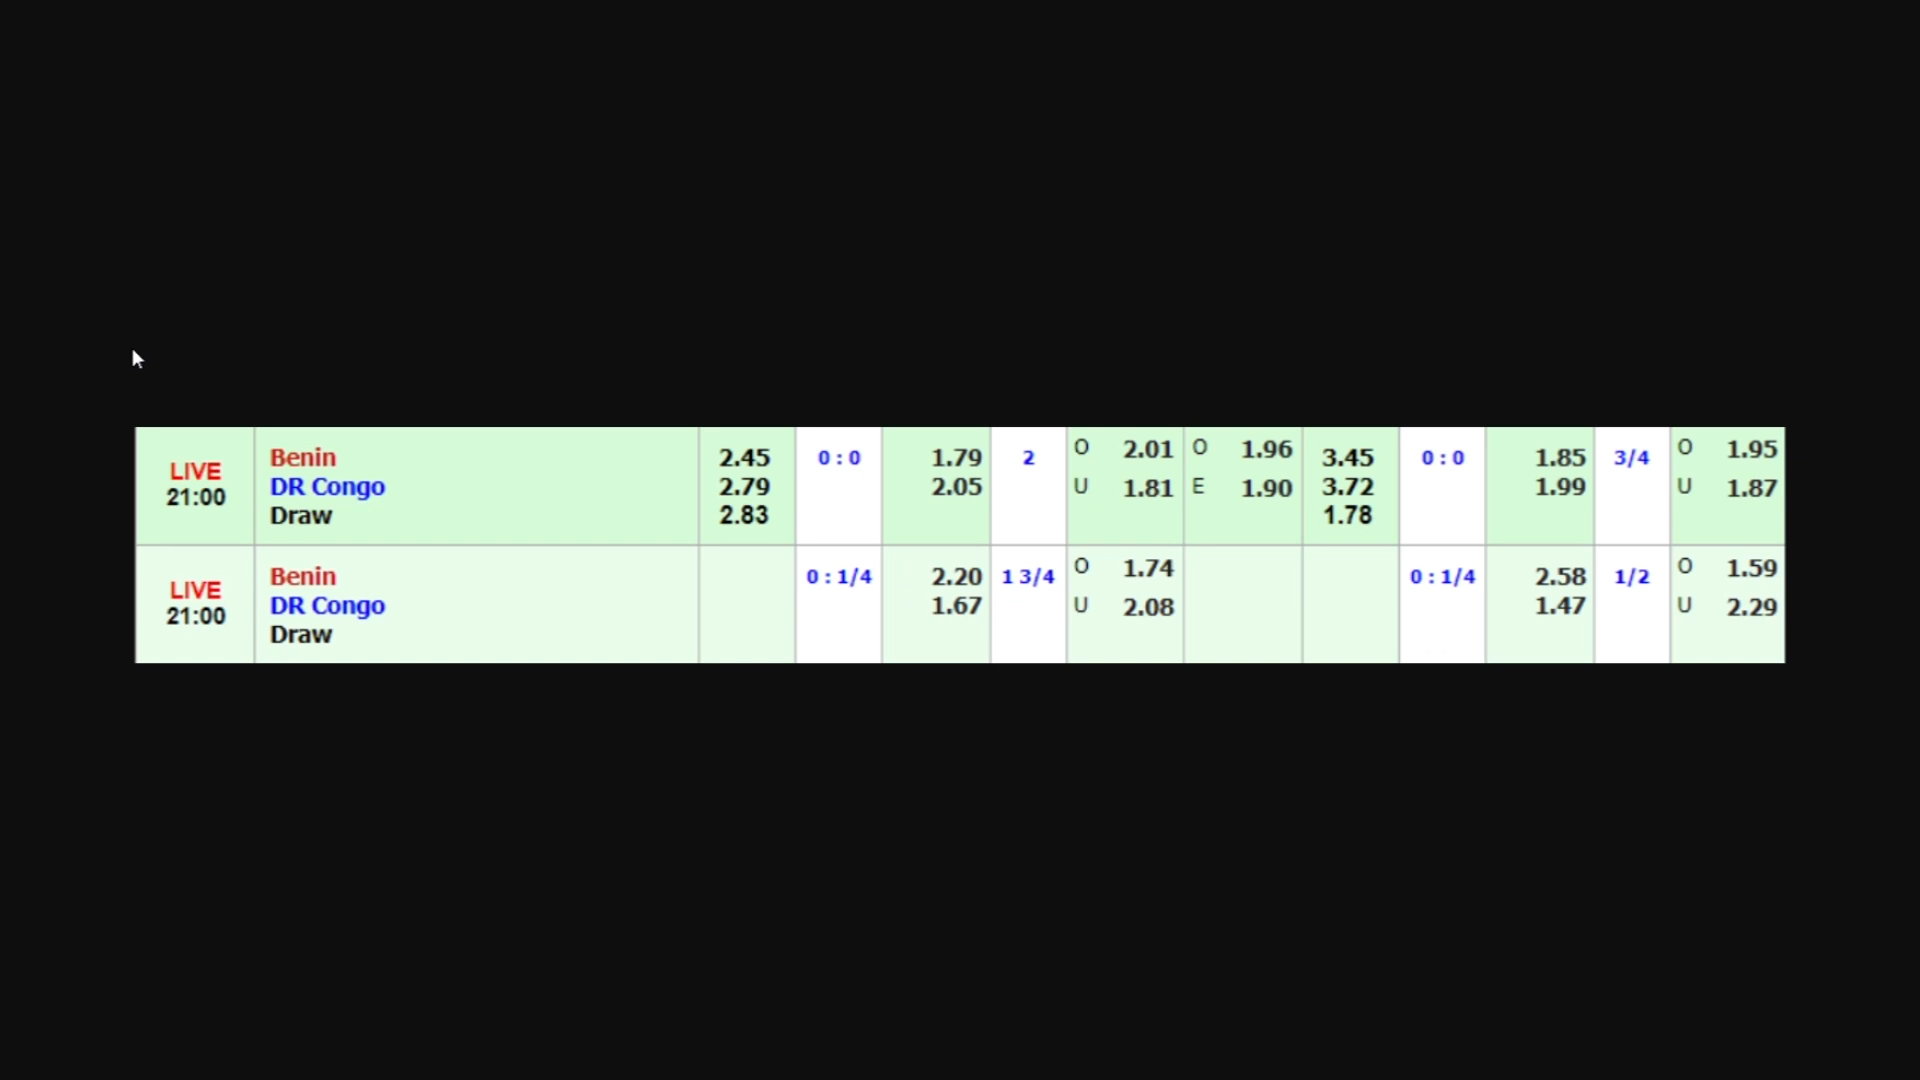 LIVE 21:00 Benin DR Congo Draw 2.45 2.79 2.83 0 : 0 1.79 2.05 2 O 2.01 U 1.81 O 1.96 E 1.90 3.45 3.72 1.78 0 : 0 1.85 1.99 3/4 O 1.95 U 1.87
LIVE 21:00 Benin DR Congo Draw 0 : 1/4 2.20 1.67 1 3/4 O 1.74 U 2.08 0 : 1/4 2.58 1.47 1/2 O 1.59 U 2.29